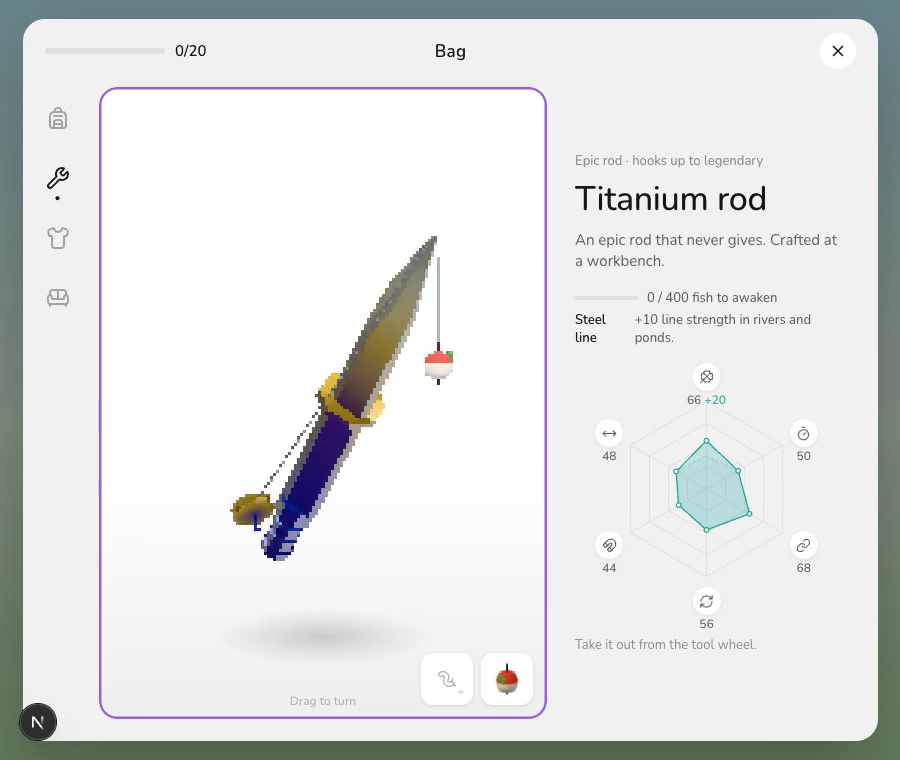 0/20
Bag
Epic rod · hooks up to legendary
Titanium rod
An epic rod that never gives. Crafted at
a workbench.
0 / 400 fish to awaken
Steel line
+10 line strength in rivers and
ponds.
66 +20
48
50
44
68
56
Take it out from the tool wheel.
Drag to turn
N